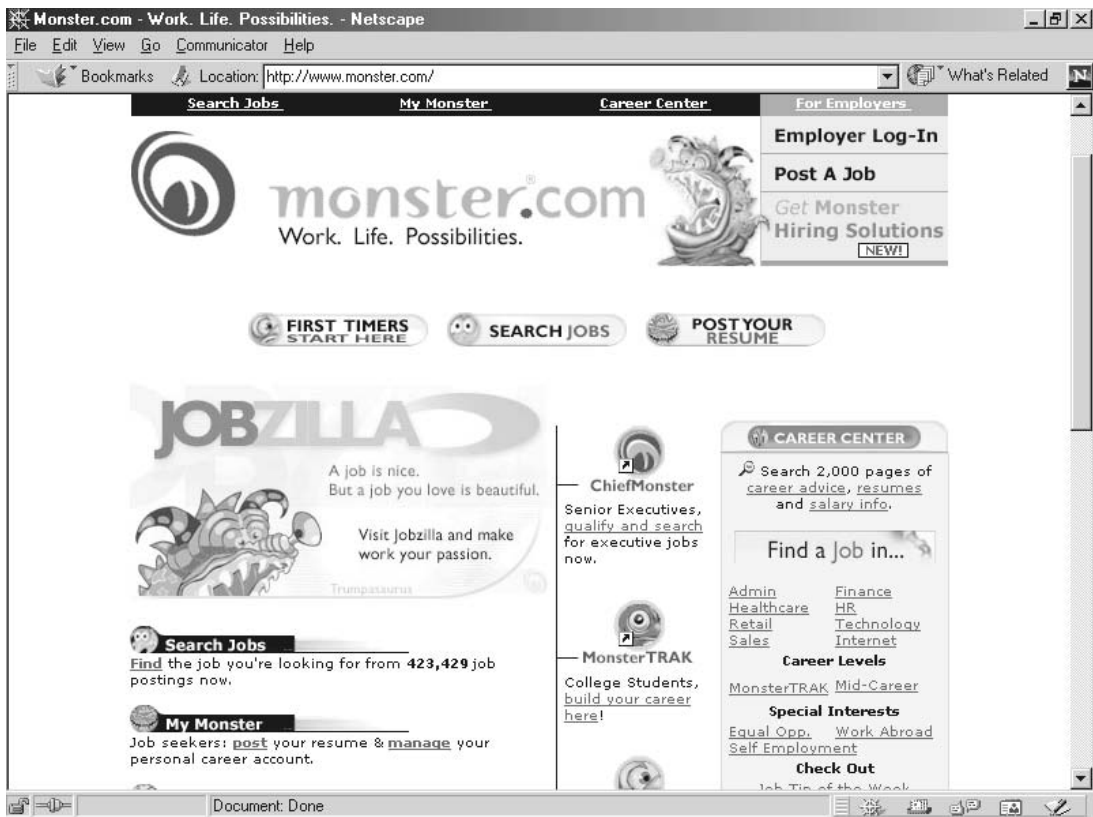 Monster.com - Work. Life. Possibilities. - Netscape
File Edit View Go Communicator Help
Bookmarks Location: http://www.monster.com/ What's Related N
Search Jobs My Monster Career Center For Employers
Employer Log-In
Post A Job
Get Monster
Hiring Solutions
NEW!
monster.com®
Work. Life. Possibilities.
FIRST TIMERS
START HERE
SEARCH JOBS
POST YOUR
RESUME
JOBZILLA
A job is nice.
But a job you love is beautiful.
Visit Jobzilla and make
work your passion.
Trumpasaurus
Search Jobs
Find the job you're looking for from 423,429 job
postings now.
My Monster
Job seekers: post your resume & manage your
personal career account.
ChiefMonster
Senior Executives,
qualify and search
for executive jobs
now.
MonsterTRAK
College Students,
build your career
here!
CAREER CENTER
Search 2,000 pages of
career advice, resumes
and salary info.
Find a Job in...
Admin Finance
Healthcare HR
Retail Technology
Sales Internet
Career Levels
MonsterTRAK Mid-Career
Special Interests
Equal Opp. Work Abroad
Self Employment
Check Out
Job Tip of the Week
Document: Done